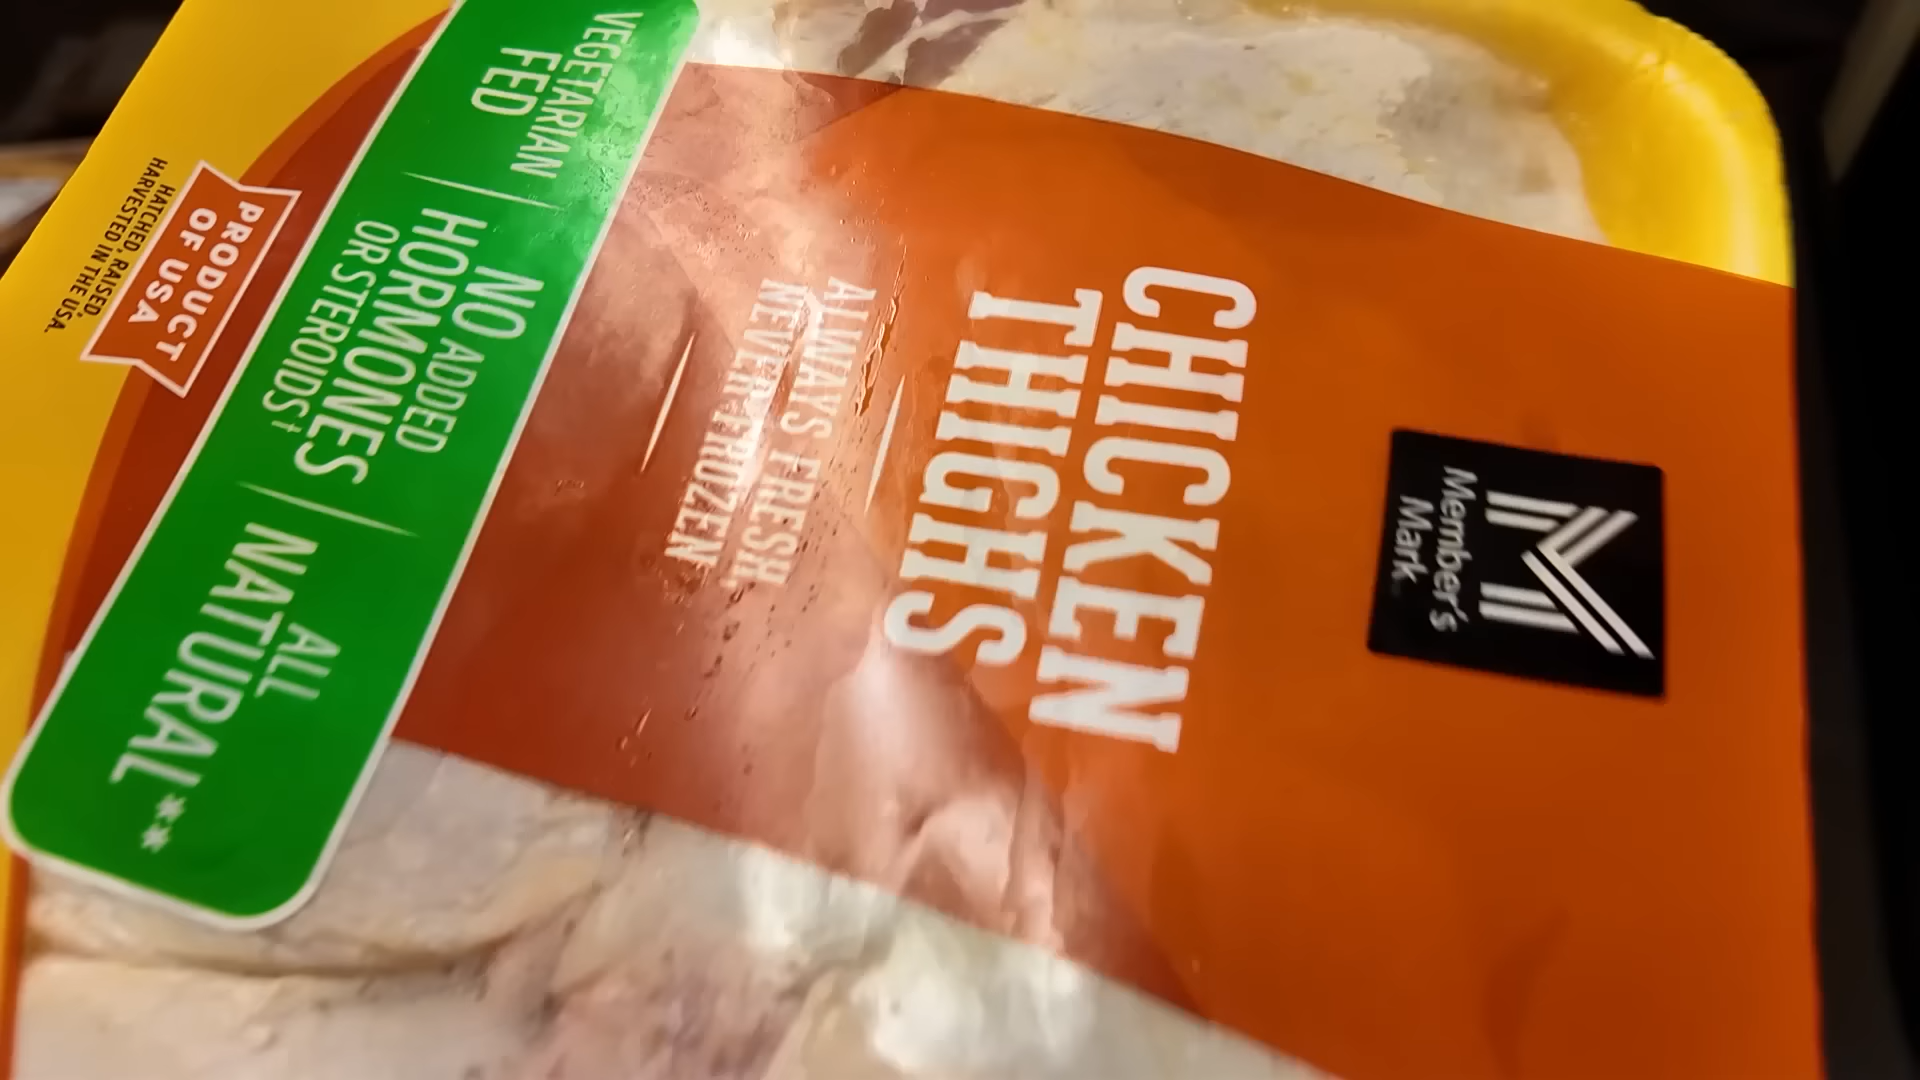 Member's
Mark.
CHICKEN
THIGHS
ALWAYS FRESH,
NEVER FROZEN
VEGETARIAN
FED
NO ADDED
HORMONES
OR STEROIDS†
ALL
NATURAL**
PRODUCT
OF USA
HATCHED, RAISED,
HARVESTED IN THE USA.